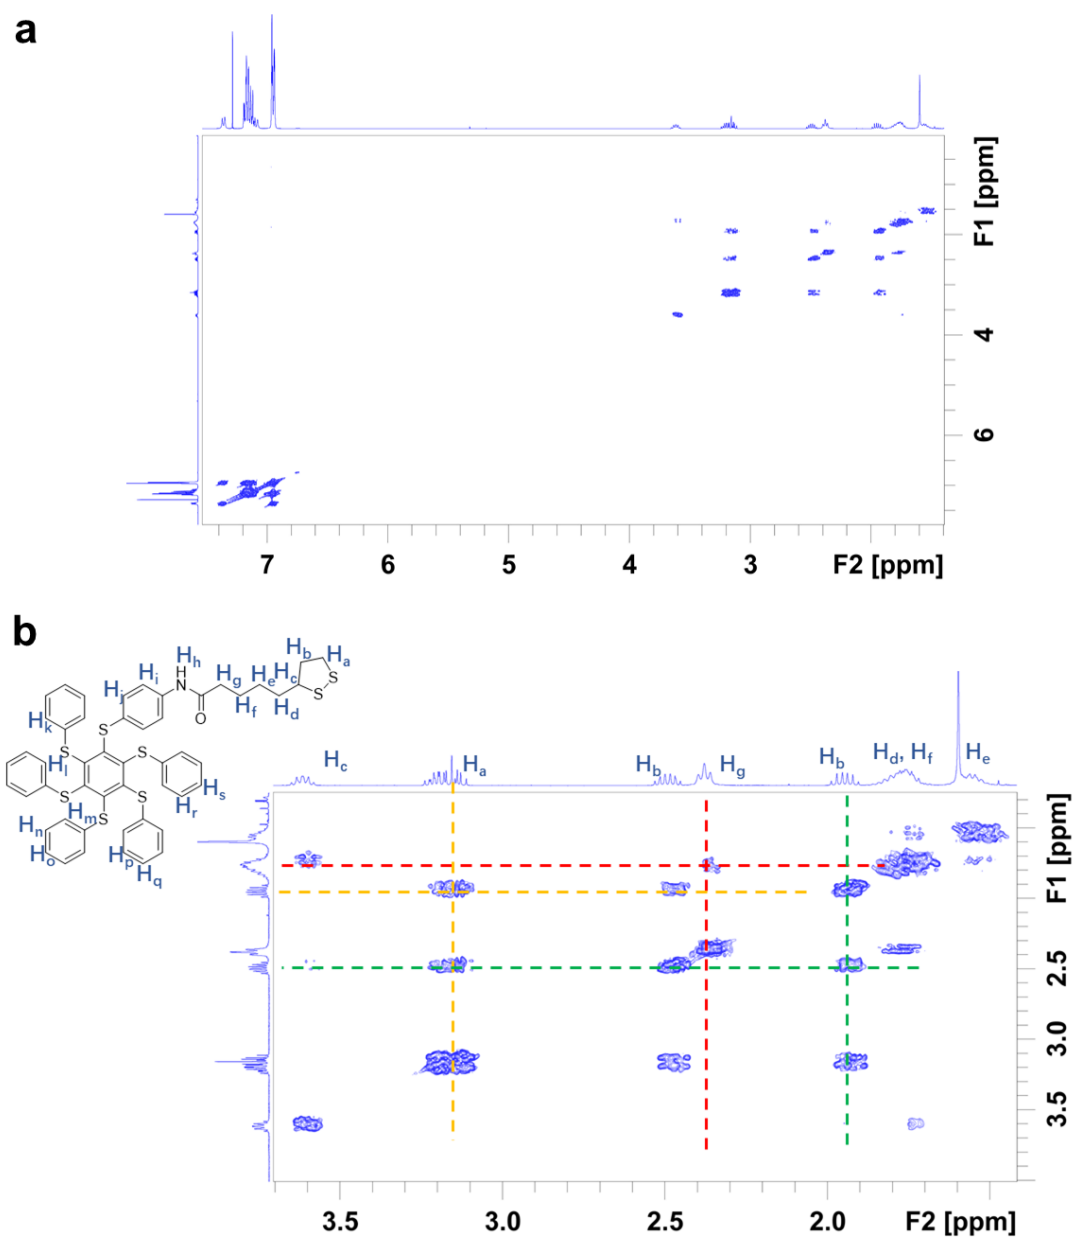 a
F1 [ppm]
4
6
7 6 5 4 3 F2 [ppm]
b
Hh
Hb Ha
Hi Hg He Hc
Hj
N
H
O
Hf Hd
S S
Hk
S S S
Hl
Hs
S S
Hm S Hr
Hn
Ho Hp
Hq
Hc Ha Hb Hg Hb Hd, Hf He
F1 [ppm]
2.5
3.0
3.5
3.5 3.0 2.5 2.0 F2 [ppm]